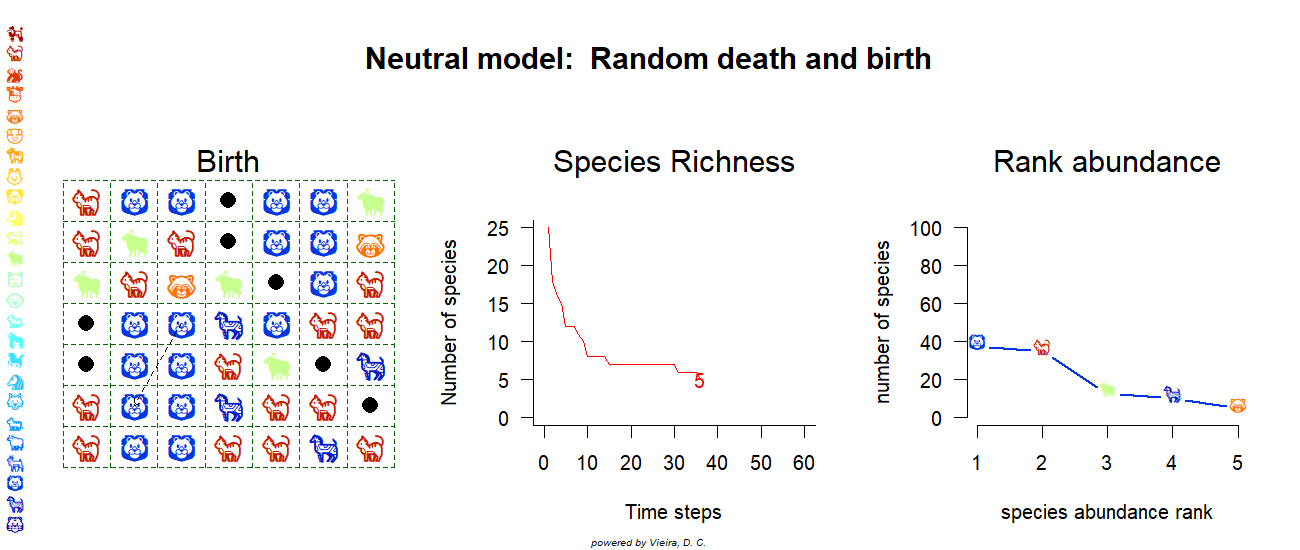 Neutral model:  Random death and birth
Birth
Species Richness
Number of species
25
20
15
10
5
0
5
0 10 20 30 40 50 60
Time steps
Rank abundance
number of species
100
80
60
40
20
0
1 2 3 4 5
species abundance rank
powered by Vieira, D. C.